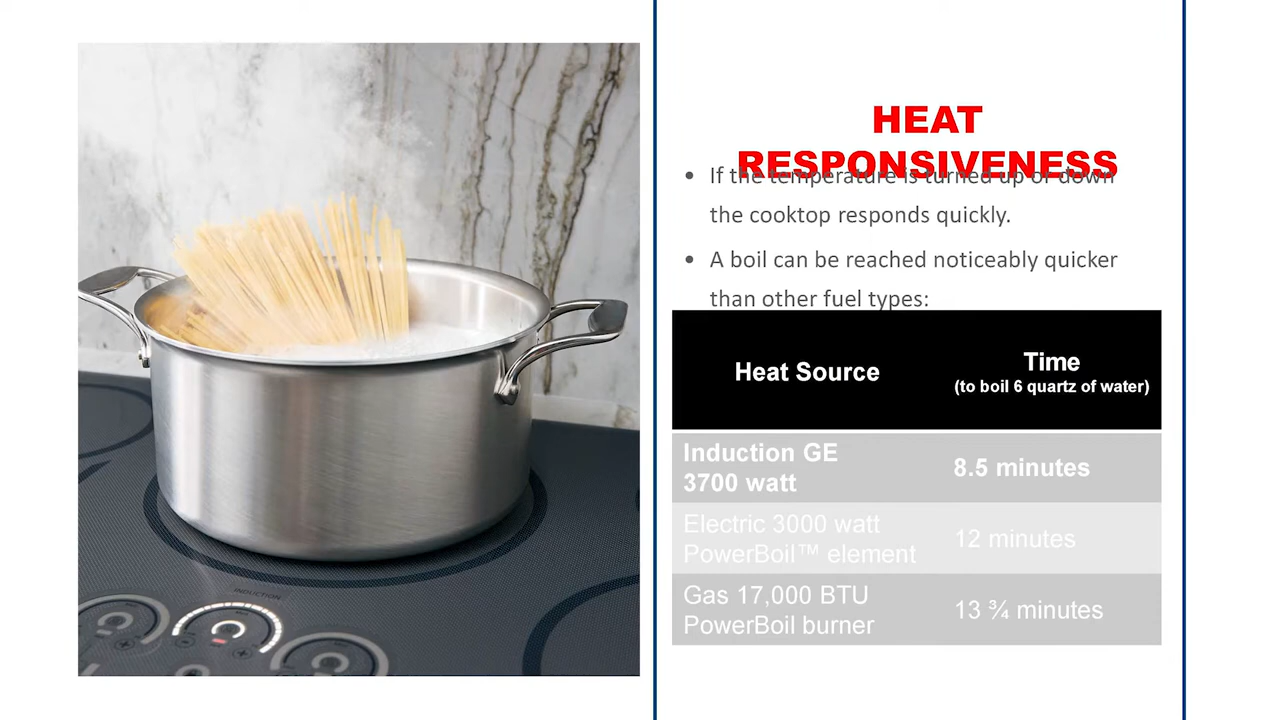 HEAT
RESPONSIVENESS
• If the temperature is turned up or down
the cooktop responds quickly.
• A boil can be reached noticeably quicker
than other fuel types:
Heat Source
Time
(to boil 6 quartz of water)
Induction GE
3700 watt
8.5 minutes
Electric 3000 watt
PowerBoil™ element
12 minutes
Gas 17,000 BTU
PowerBoil burner
13 ¾ minutes
INDUCTION